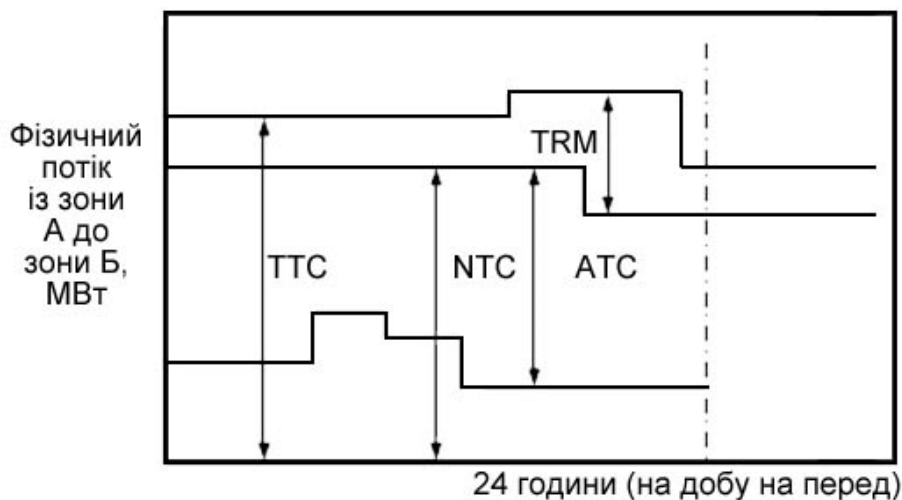 Фізичний
потік
із зони
А до
зони Б,
МВт
TRM
TTC
NTC
ATC
24 години (на добу на перед)